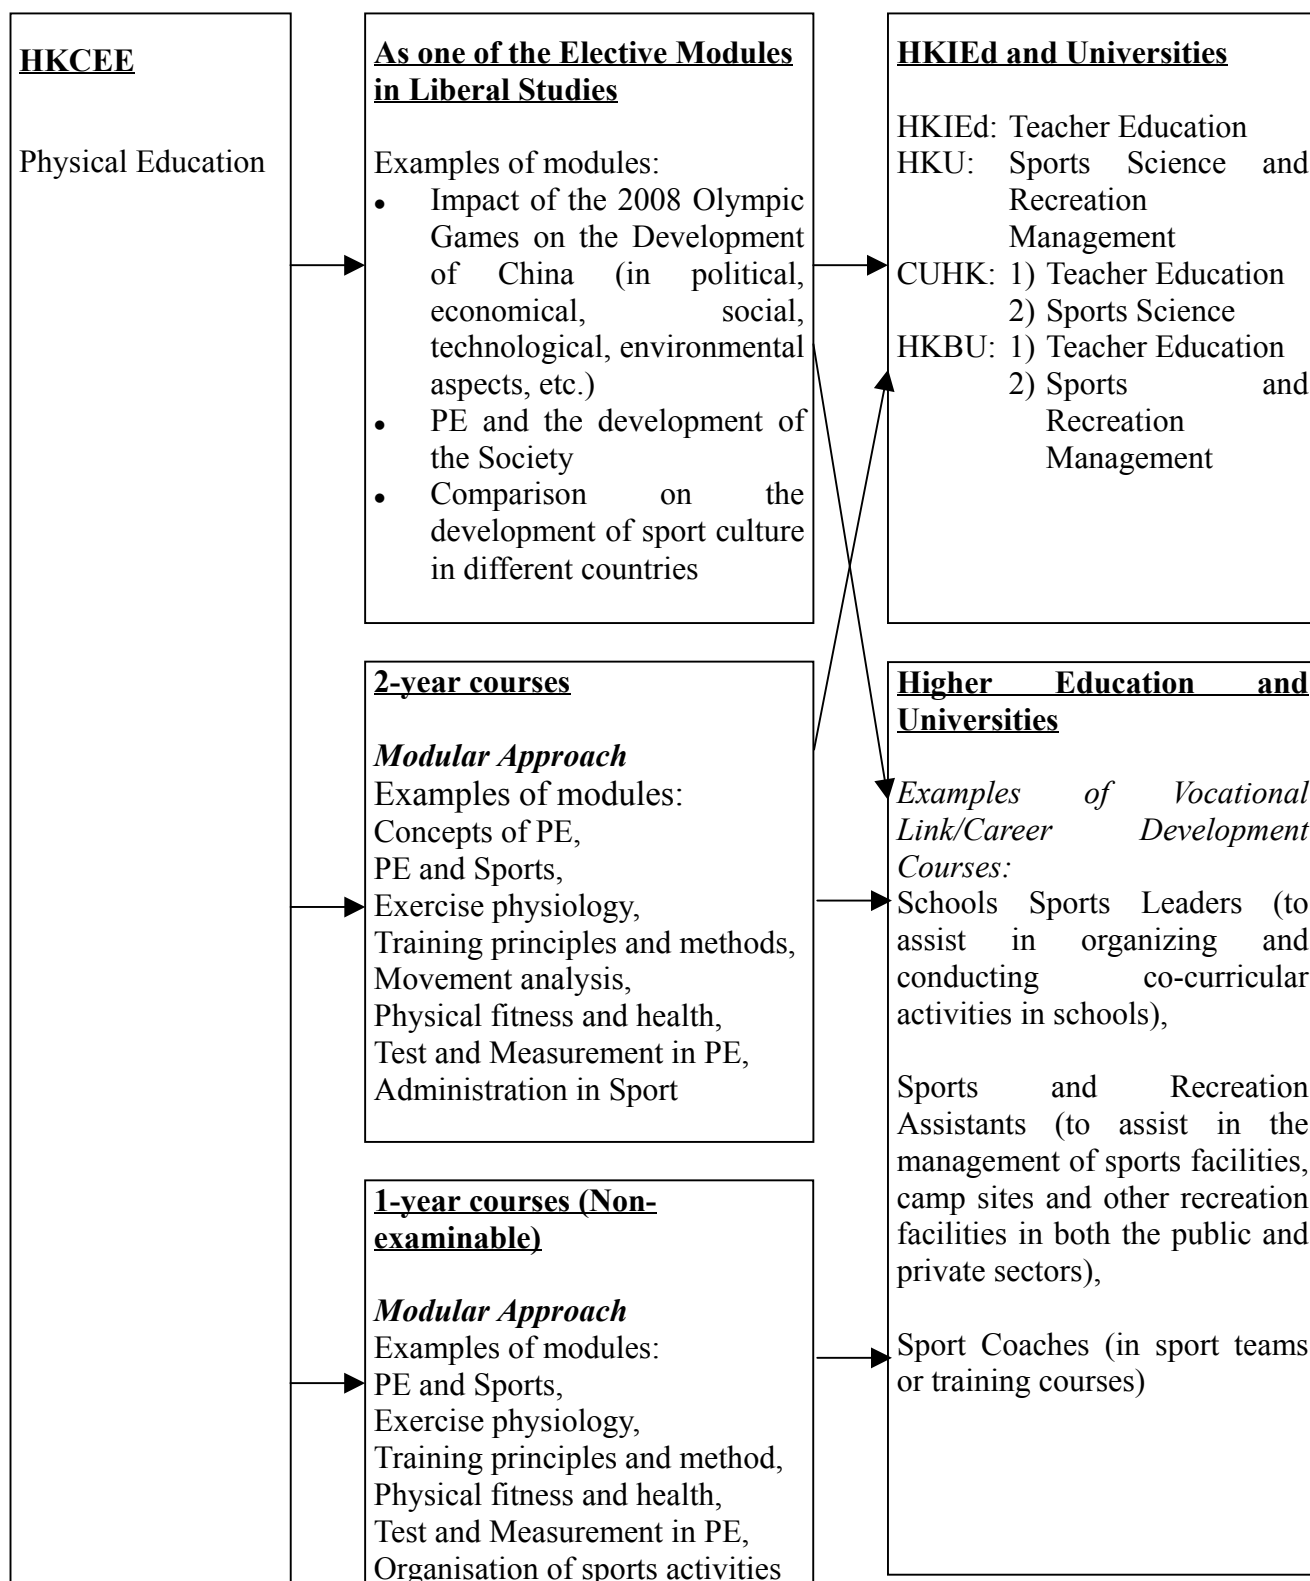 HKCEE
Physical Education
As one of the Elective Modules
in Liberal Studies
Examples of modules:
● Impact of the 2008 Olympic
Games on the Development
of China (in political,
economical, social,
technological, environmental
aspects, etc.)
● PE and the development of
the Society
● Comparison on the
development of sport culture
in different countries
2-year courses
Modular Approach
Examples of modules:
Concepts of PE,
PE and Sports,
Exercise physiology,
Training principles and methods,
Movement analysis,
Physical fitness and health,
Test and Measurement in PE,
Administration in Sport
1-year courses (Non-
examinable)
Modular Approach
Examples of modules:
PE and Sports,
Exercise physiology,
Training principles and method,
Physical fitness and health,
Test and Measurement in PE,
Organisation of sports activities
HKIEd and Universities
HKIEd: Teacher Education
HKU: Sports Science and
Recreation
Management
CUHK: 1) Teacher Education
2) Sports Science
HKBU: 1) Teacher Education
2) Sports and
Recreation
Management
Higher Education and
Universities
Examples of Vocational
Link/Career Development
Courses:
Schools Sports Leaders (to
assist in organizing and
conducting co-curricular
activities in schools),
Sports and Recreation
Assistants (to assist in the
management of sports facilities,
camp sites and other recreation
facilities in both the public and
private sectors),
Sport Coaches (in sport teams
or training courses)